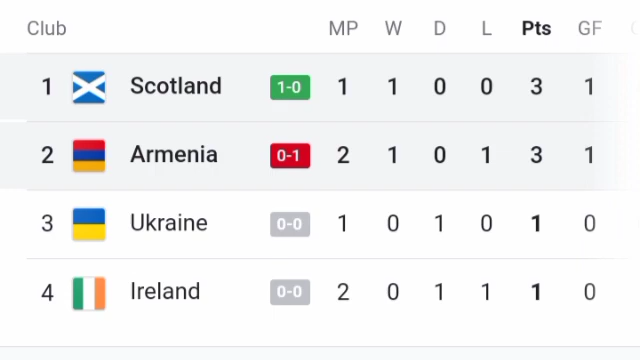 Club MP W D L Pts GF
1 Scotland 1-0 1 1 0 0 3 1
2 Armenia 0-1 2 1 0 1 3 1
3 Ukraine 0-0 1 0 1 0 1 0
4 Ireland 0-0 2 0 1 1 1 0